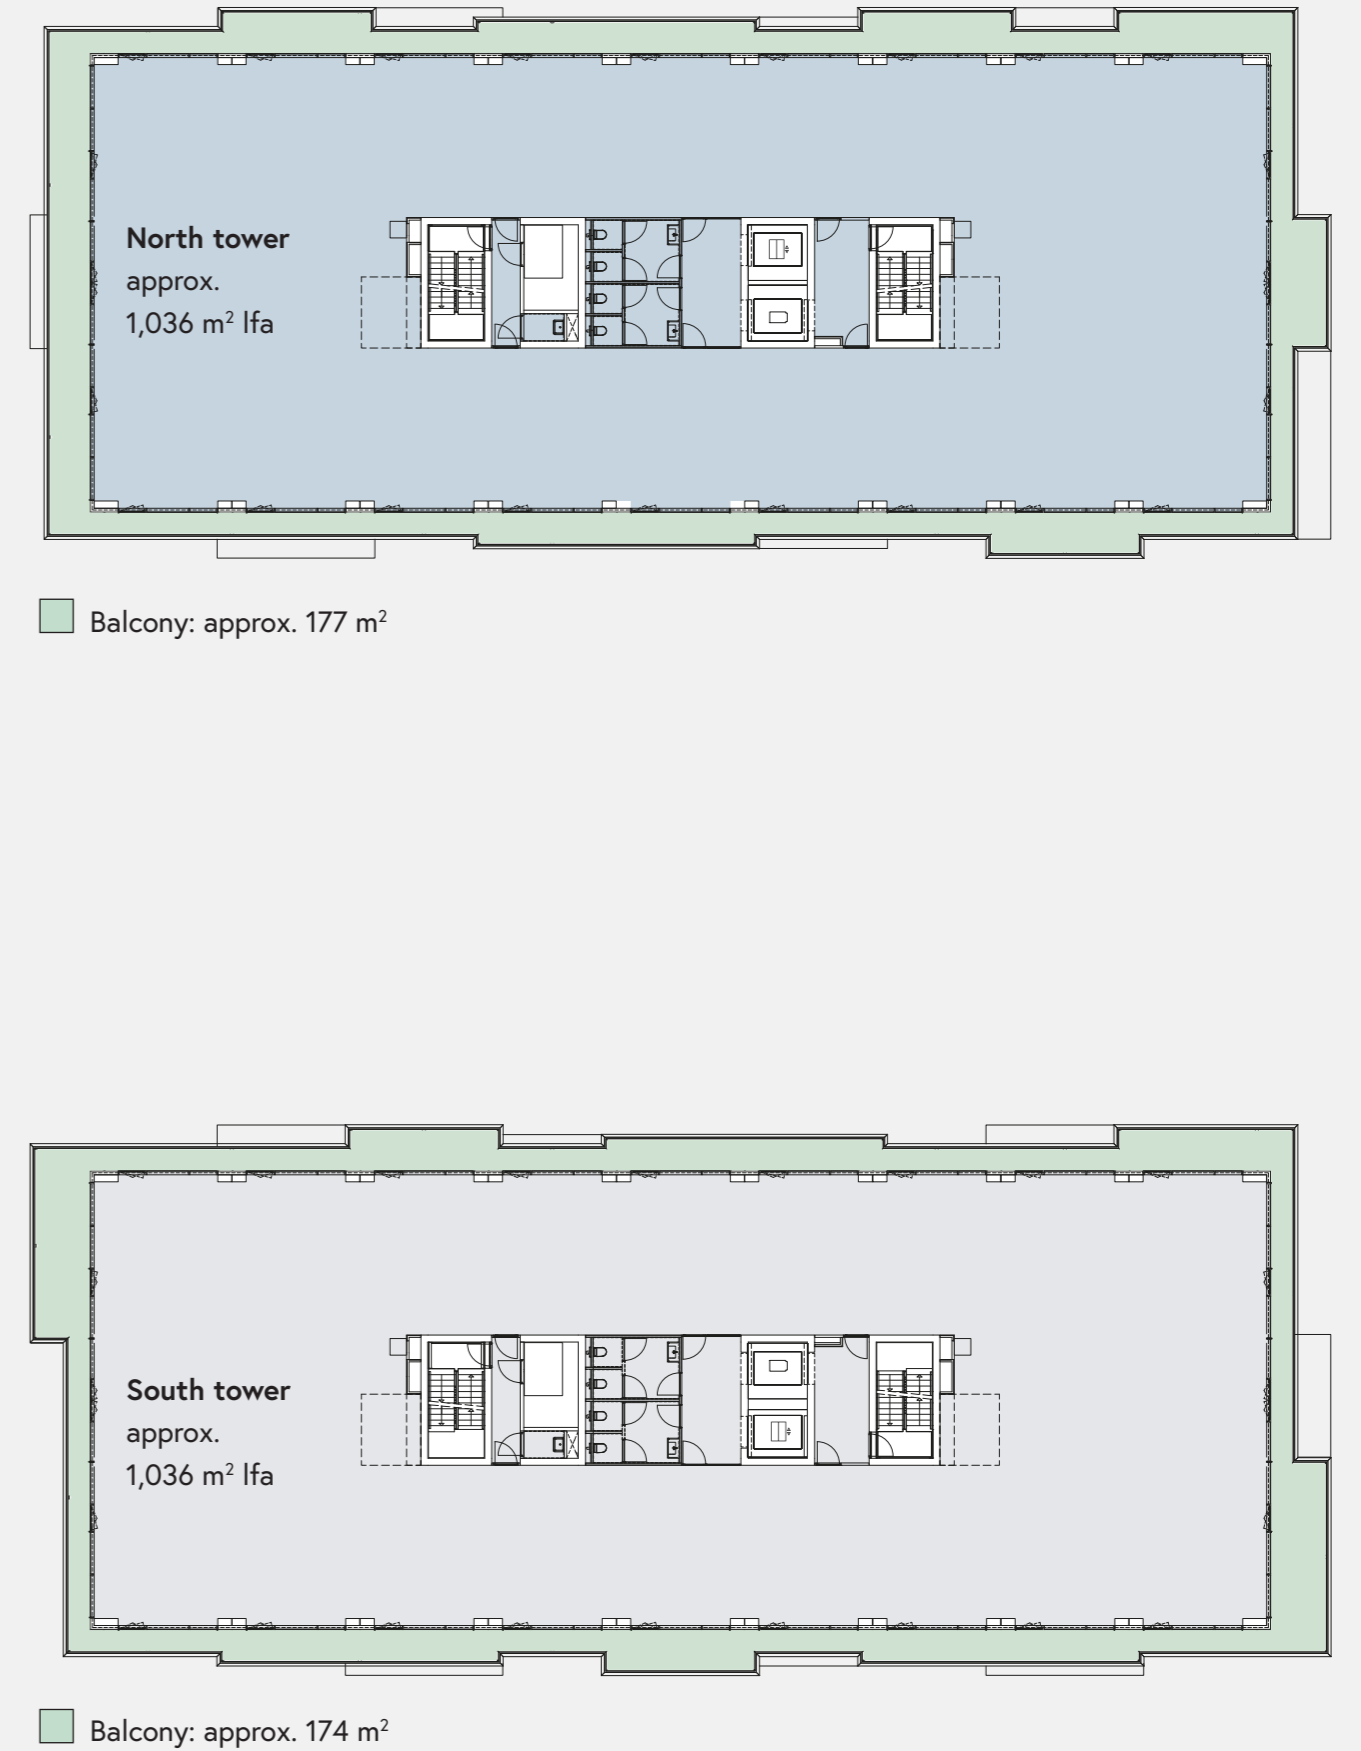 North tower
approx.
1,036 m² lfa
Balcony: approx. 177 m²
South tower
approx.
1,036 m² lfa
Balcony: approx. 174 m²